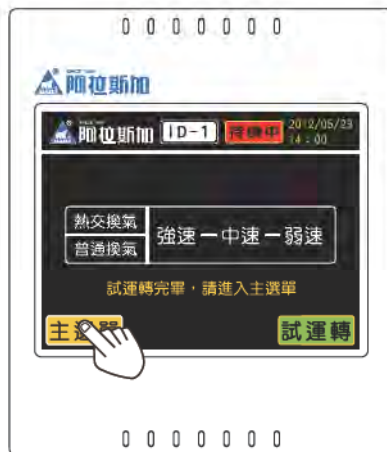 阿拉斯加
阿拉斯加 ID-1 待機中 2012/05/23
14:00
熱交換氣
普通換氣
強速－中速－弱速
試運轉完畢，請進入主選單
主選單 試運轉